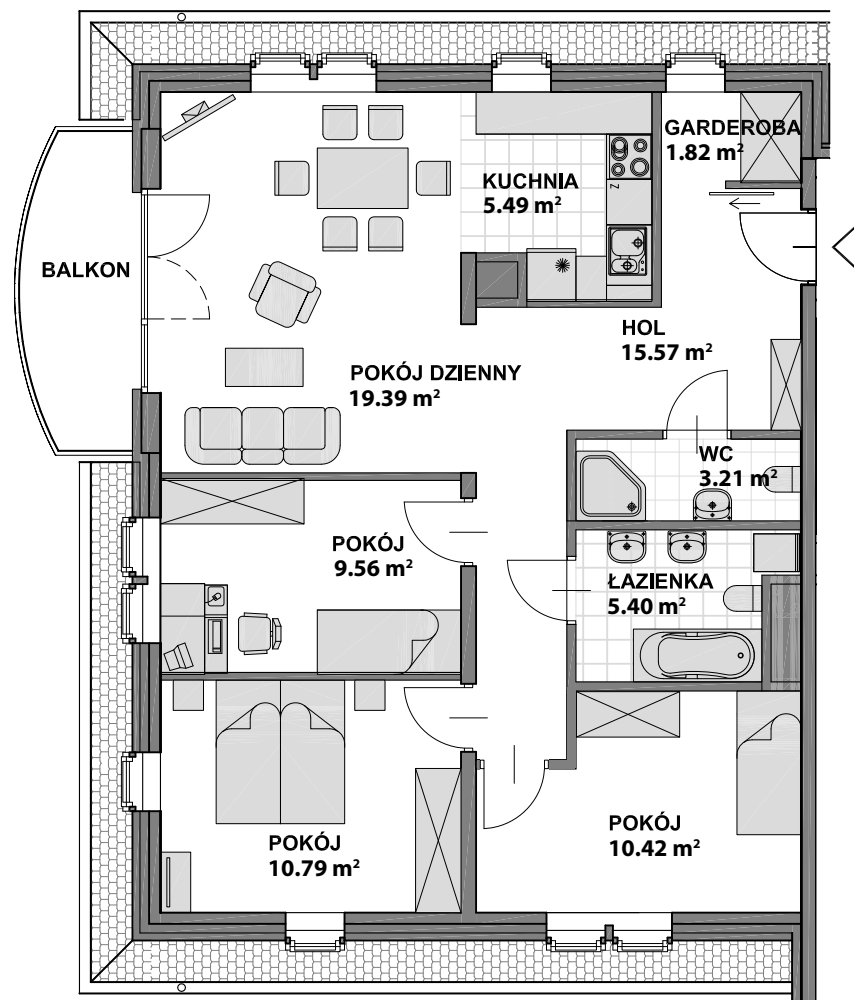 GARDEROBA
1.82 m²
KUCHNIA
5.49 m²
Z
BALKON
HOL
15.57 m²
POKÓJ DZIENNY
19.39 m²
WC
3.21 m²
POKÓJ
9.56 m²
ŁAZIENKA
5.40 m²
POKÓJ
10.79 m²
POKÓJ
10.42 m²